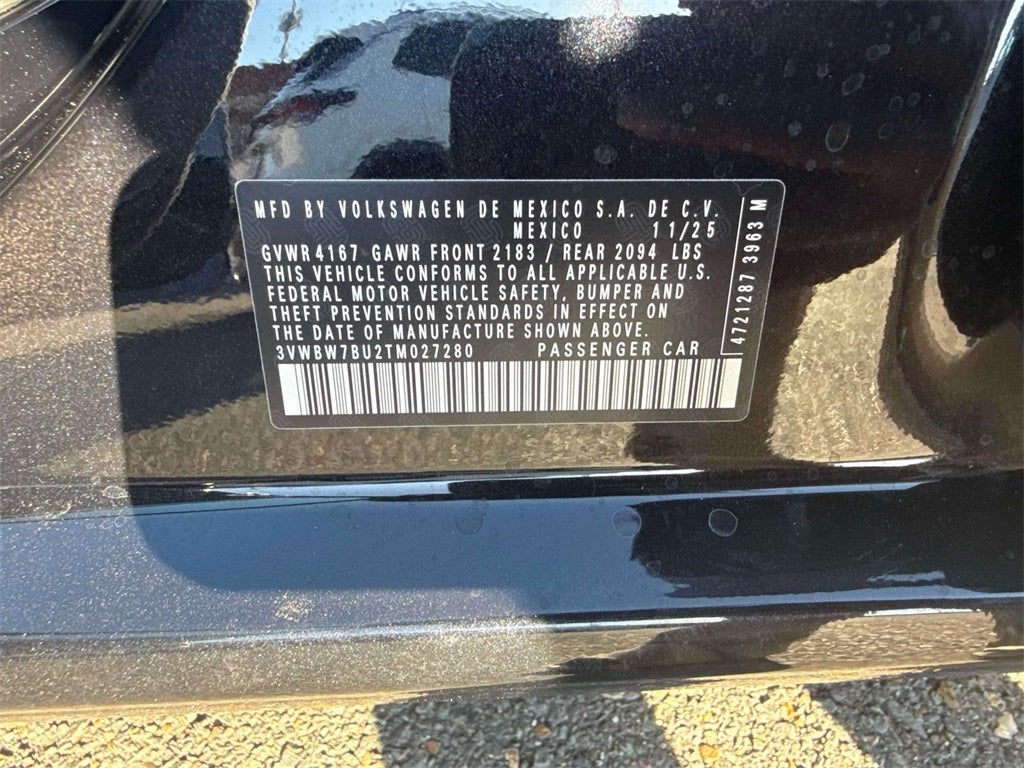 MFD BY VOLKSWAGEN DE MEXICO S.A. DE C.V.
MEXICO 11/25
GVWR 4167 GAWR FRONT 2183 / REAR 2094 LBS
THIS VEHICLE CONFORMS TO ALL APPLICABLE U.S.
FEDERAL MOTOR VEHICLE SAFETY, BUMPER AND
THEFT PREVENTION STANDARDS IN EFFECT ON
THE DATE OF MANUFACTURE SHOWN ABOVE.
3VWBW7BU2TM027280 PASSENGER CAR
4721287 3963 M